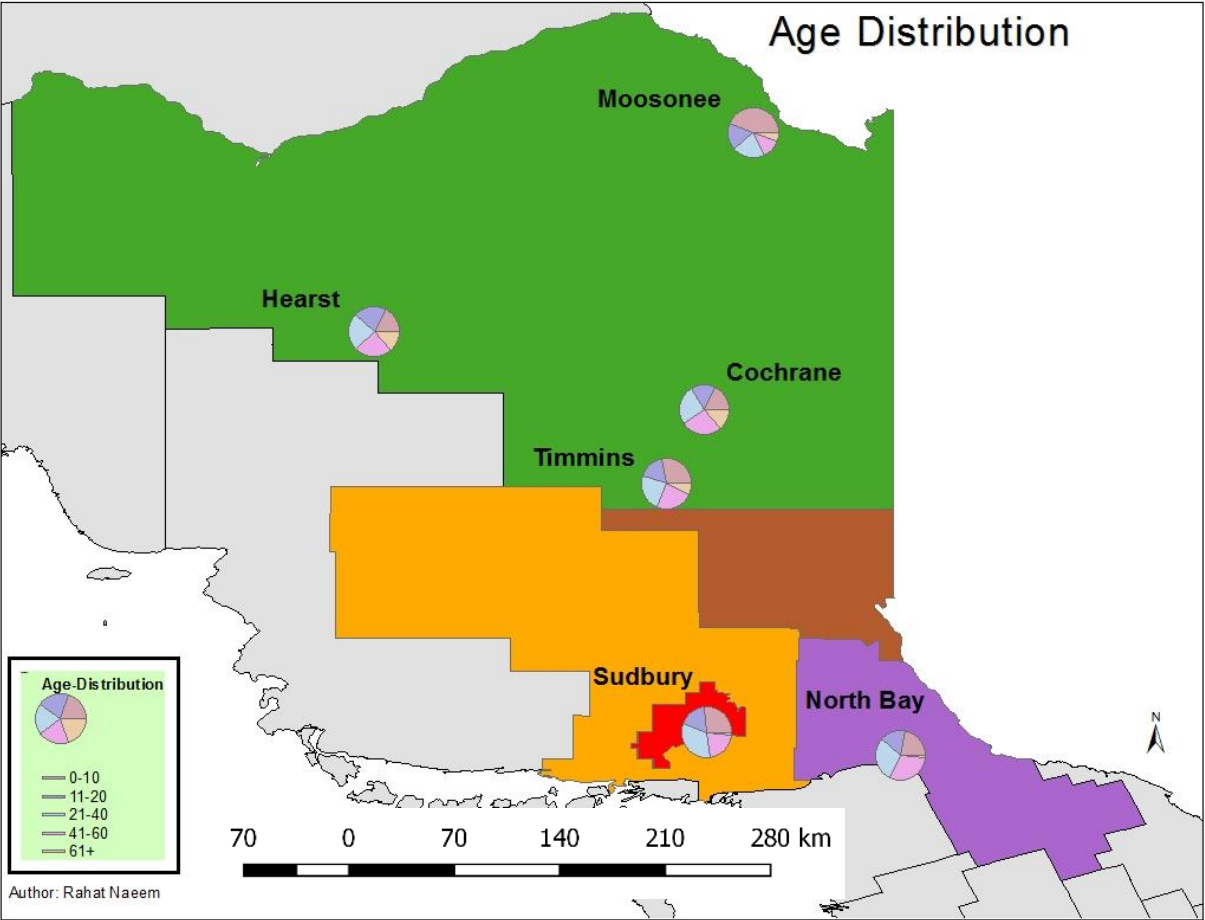 Age Distribution
Moosonee
Hearst
Cochrane
Timmins
Sudbury
North Bay
N
Age-Distribution
0-10
11-20
21-40
41-60
61+
70 0 70 140 210 280 km
Author: Rahat Naeem